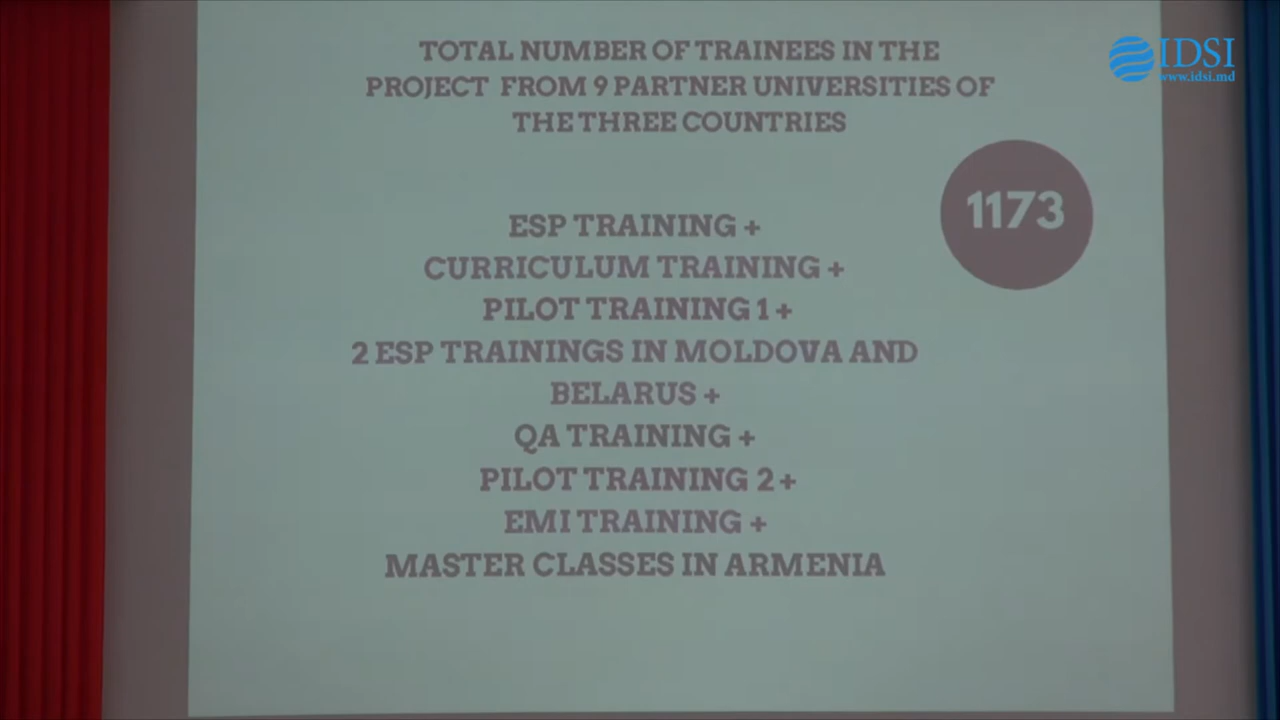 TOTAL NUMBER OF TRAINEES IN THE
PROJECT FROM 9 PARTNER UNIVERSITIES OF
THE THREE COUNTRIES
IDSI
www.idsi.md
1173
ESP TRAINING +
CURRICULUM TRAINING +
PILOT TRAINING 1 +
2 ESP TRAININGS IN MOLDOVA AND
BELARUS +
QA TRAINING +
PILOT TRAINING 2 +
EMI TRAINING +
MASTER CLASSES IN ARMENIA